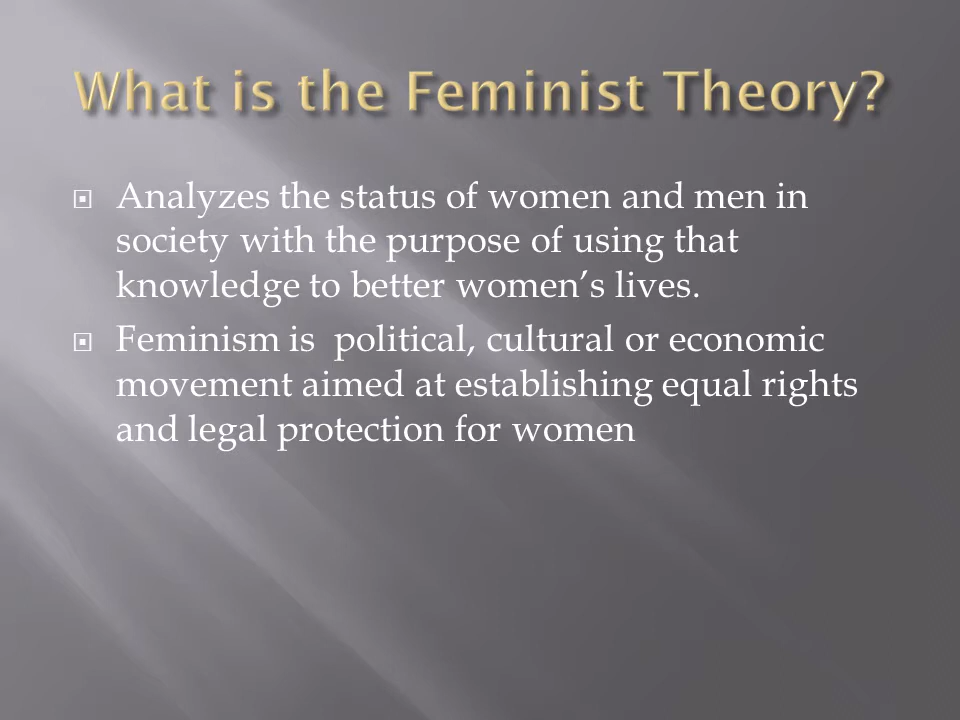 What is the Feminist Theory?
Analyzes the status of women and men in
society with the purpose of using that
knowledge to better women’s lives.
Feminism is  political, cultural or economic
movement aimed at establishing equal rights
and legal protection for women